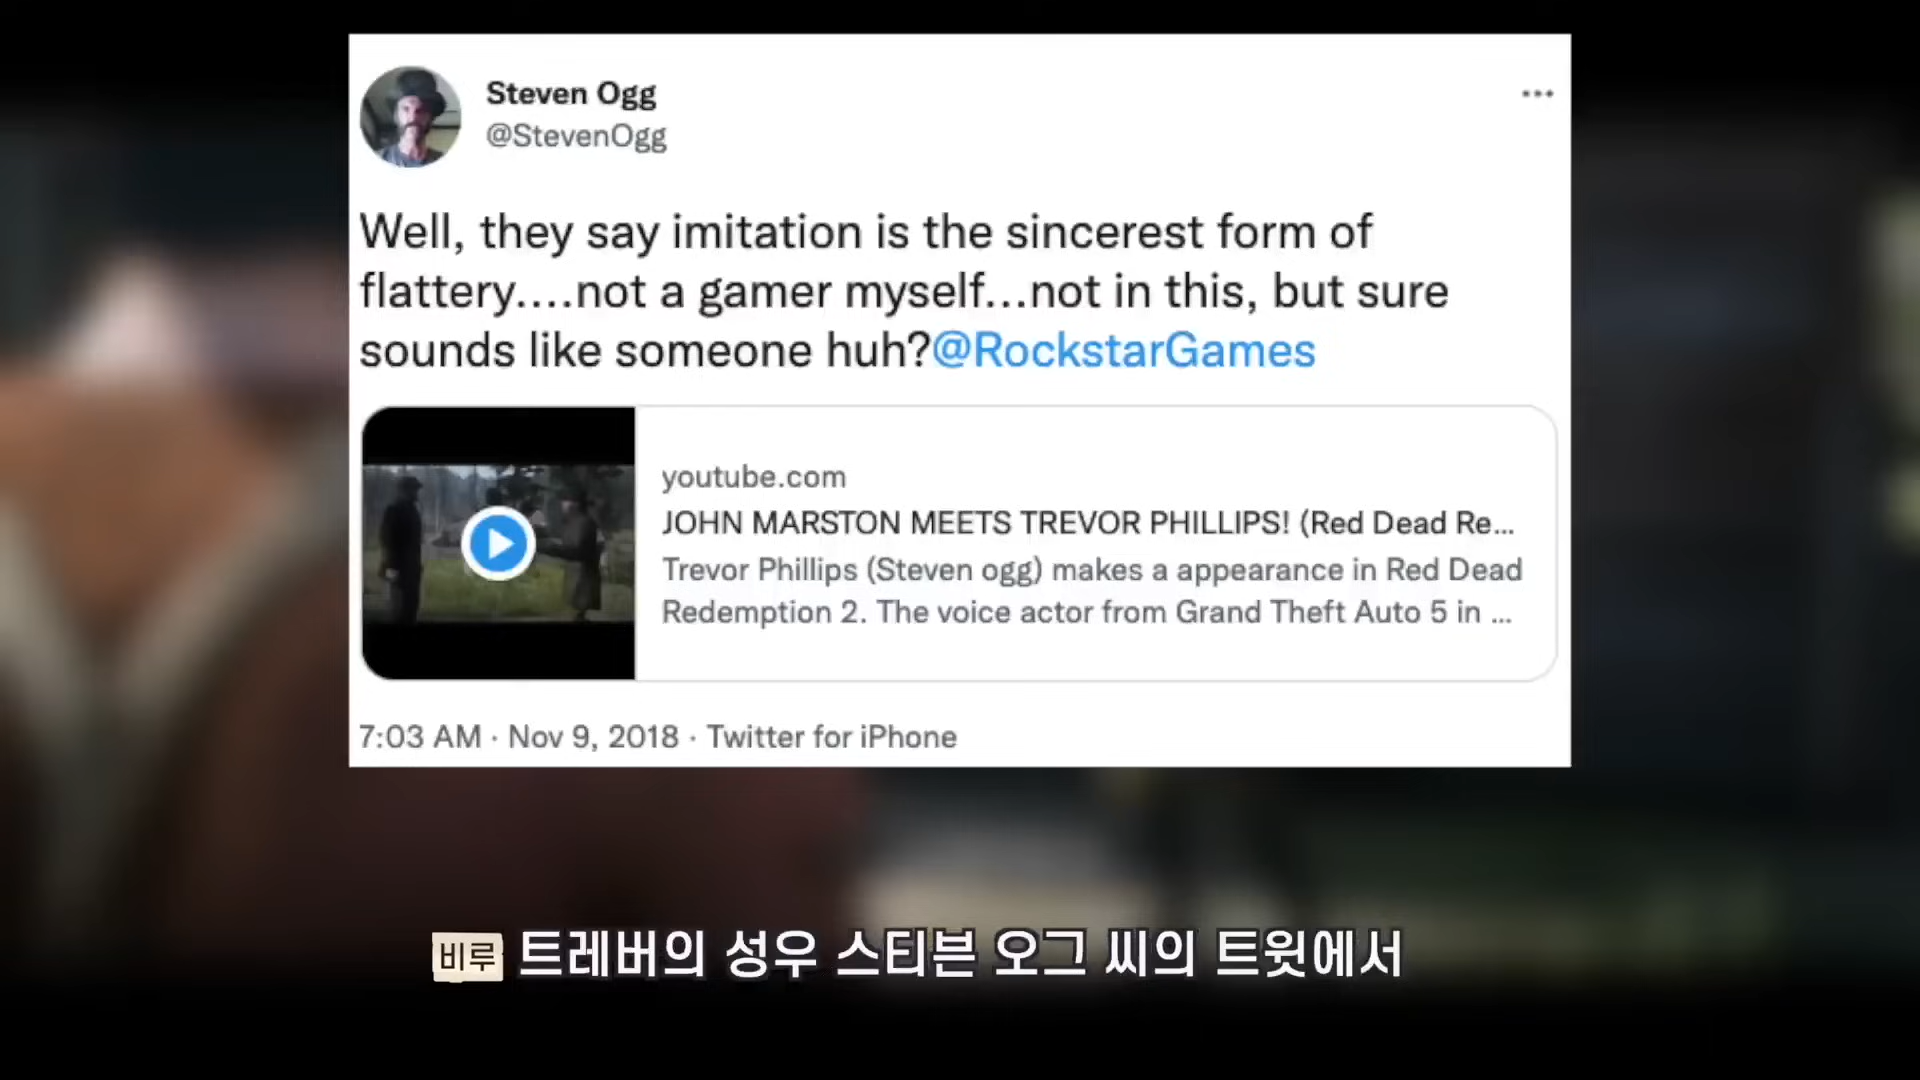 Steven Ogg
@StevenOgg
Well, they say imitation is the sincerest form of
flattery....not a gamer myself...not in this, but sure
sounds like someone huh?@RockstarGames
youtube.com
JOHN MARSTON MEETS TREVOR PHILLIPS! (Red Dead Re...
Trevor Phillips (Steven ogg) makes a appearance in Red Dead
Redemption 2. The voice actor from Grand Theft Auto 5 in ...
7:03 AM · Nov 9, 2018 · Twitter for iPhone
비루 트레버의 성우 스티븐 오그 씨의 트윗에서